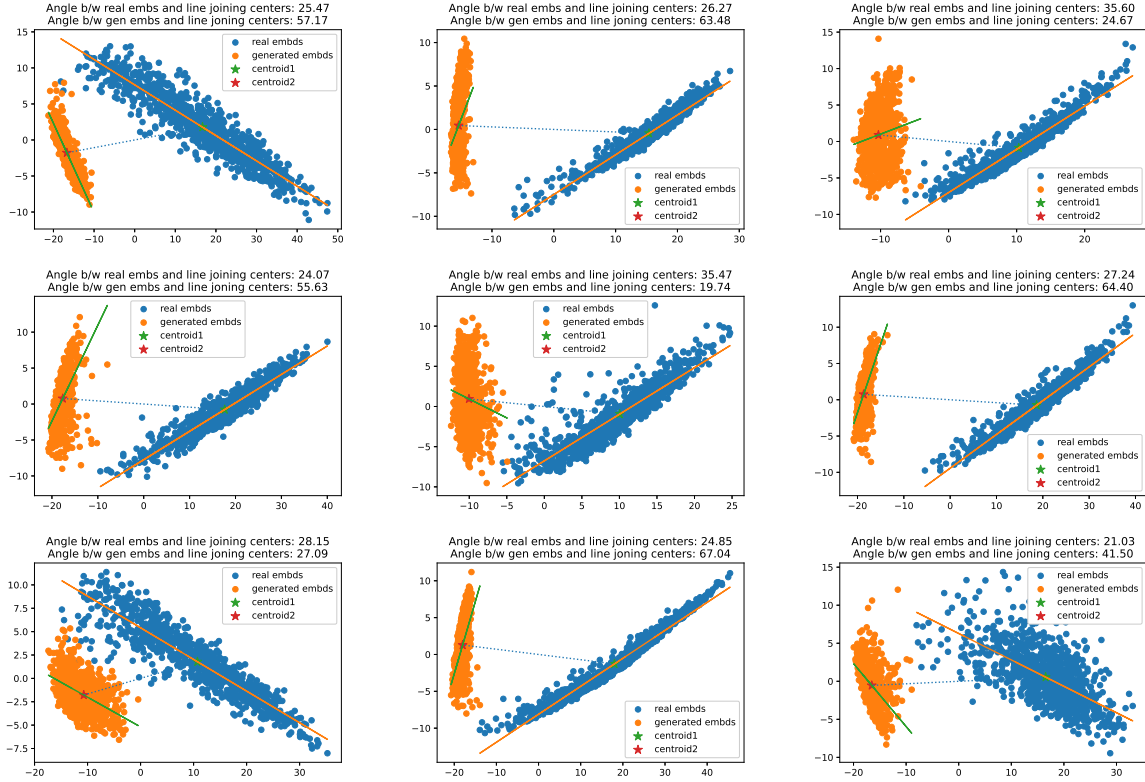 Angle b/w real embs and line joining centers: 25.47
Angle b/w gen embs and line joining centers: 57.17
15
10
5
0
−5
−10
−20 −10 0 10 20 30 40 50
real embds
generated embds
centroid1
centroid2
Angle b/w real embs and line joining centers: 26.27
Angle b/w gen embs and line joining centers: 63.48
10
5
0
−5
−10
−10 0 10 20 30
real embds
generated embds
centroid1
centroid2
Angle b/w real embs and line joining centers: 35.60
Angle b/w gen embs and line joining centers: 24.67
15
10
5
0
−5
−10
−10 0 10 20
real embds
generated embds
centroid1
centroid2
Angle b/w real embs and line joining centers: 24.07
Angle b/w gen embs and line joining centers: 55.63
10
5
0
−5
−10
−20 −10 0 10 20 30 40
real embds
generated embds
centroid1
centroid2
Angle b/w real embs and line joining centers: 35.47
Angle b/w gen embs and line joining centers: 19.74
10
5
0
−5
−10
−10 −5 0 5 10 15 20 25
real embds
generated embds
centroid1
centroid2
Angle b/w real embs and line joining centers: 27.24
Angle b/w gen embs and line joining centers: 64.40
10
5
0
−5
−10
−20 −10 0 10 20 30 40
real embds
generated embds
centroid1
centroid2
Angle b/w real embs and line joining centers: 28.15
Angle b/w gen embs and line joining centers: 27.09
10.0
7.5
5.0
2.5
0.0
−2.5
−5.0
−7.5
−10 0 10 20 30
real embds
generated embds
centroid1
centroid2
Angle b/w real embs and line joining centers: 24.85
Angle b/w gen embs and line joining centers: 67.04
10
5
0
−5
−10
−20 −10 0 10 20 30 40
real embds
generated embds
centroid1
centroid2
Angle b/w real embs and line joining centers: 21.03
Angle b/w gen embs and line joining centers: 41.50
15
10
5
0
−5
−10
−20 −10 0 10 20 30
real embds
generated embds
centroid1
centroid2